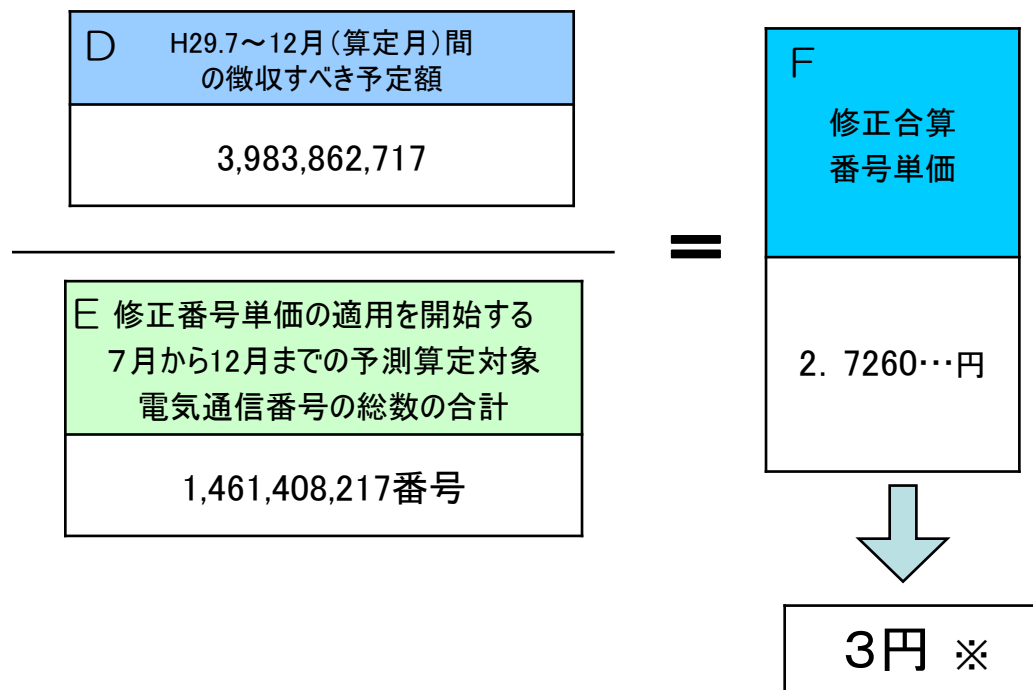 D H29.7～12月（算定月）間
の徴収すべき予定額
3,983,862,717
E 修正番号単価の適用を開始する
７月から12月までの予測算定対象
電気通信番号の総数の合計
1,461,408,217番号
＝
F
修正合算
番号単価
２．7260…円
３円 ※